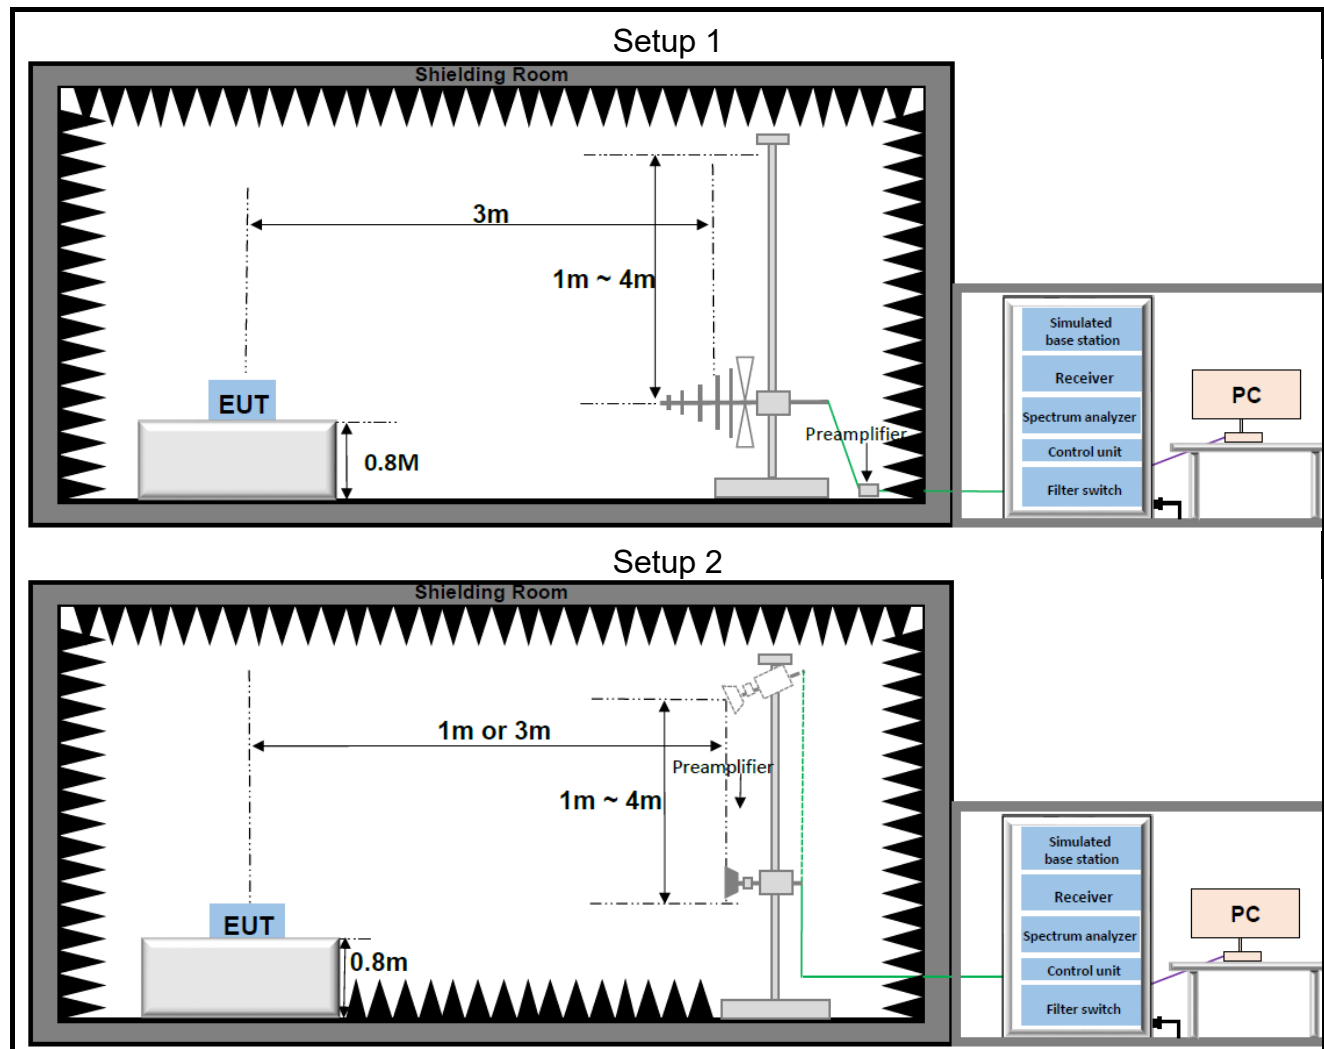 Setup 1
Shielding Room
3m
1m ~ 4m
EUT
0.8M
Preamplifier
Simulated
base station
Receiver
Spectrum analyzer
Control unit
Filter switch
PC
Setup 2
Shielding Room
1m or 3m
Preamplifier
1m ~ 4m
EUT
0.8m
Simulated
base station
Receiver
Spectrum analyzer
Control unit
Filter switch
PC